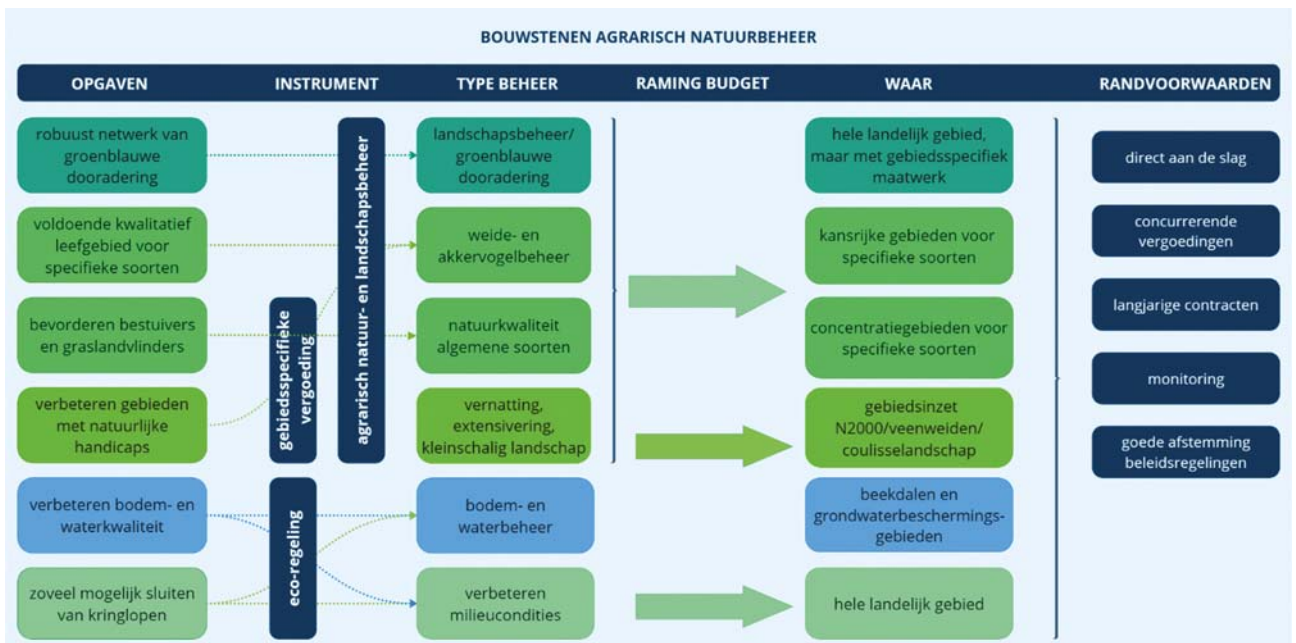 BOUWSTENEN AGRARISCH NATUURBEHEER
OPGAVEN
INSTRUMENT
TYPE BEHEER
RAMING BUDGET
WAAR
RANDVOORWAARDEN
robuust netwerk van
groenblauwe
dooradering
voldoende kwalitatief
leefgebied voor
specifieke soorten
bevorderen bestuivers
en graslandvlinders
verbeteren gebieden
met natuurlijke
handicaps
verbeteren bodem- en
waterkwaliteit
zoveel mogelijk sluiten
van kringlopen
gebiedsspecifieke
vergoeding
agrarisch natuur- en landschapsbeheer
eco-regeling
landschapsbeheer/
groenblauwe
dooradering
weide- en
akkervogelbeheer
natuurkwaliteit
algemene soorten
vernatting,
extensivering,
kleinschalig landschap
bodem- en
waterbeheer
verbeteren
milieucondities
hele landelijk gebied,
maar met gebiedsspecifiek
maatwerk
kansrijke gebieden voor
specifieke soorten
concentratiegebieden voor
specifieke soorten
gebiedsinzet
N2000/veenweiden/
coulisselandschap
beekdalen en
grondwaterbeschermings-
gebieden
hele landelijk gebied
direct aan de slag
concurrerende
vergoedingen
langjarige contracten
monitoring
goede afstemming
beleidsregelingen